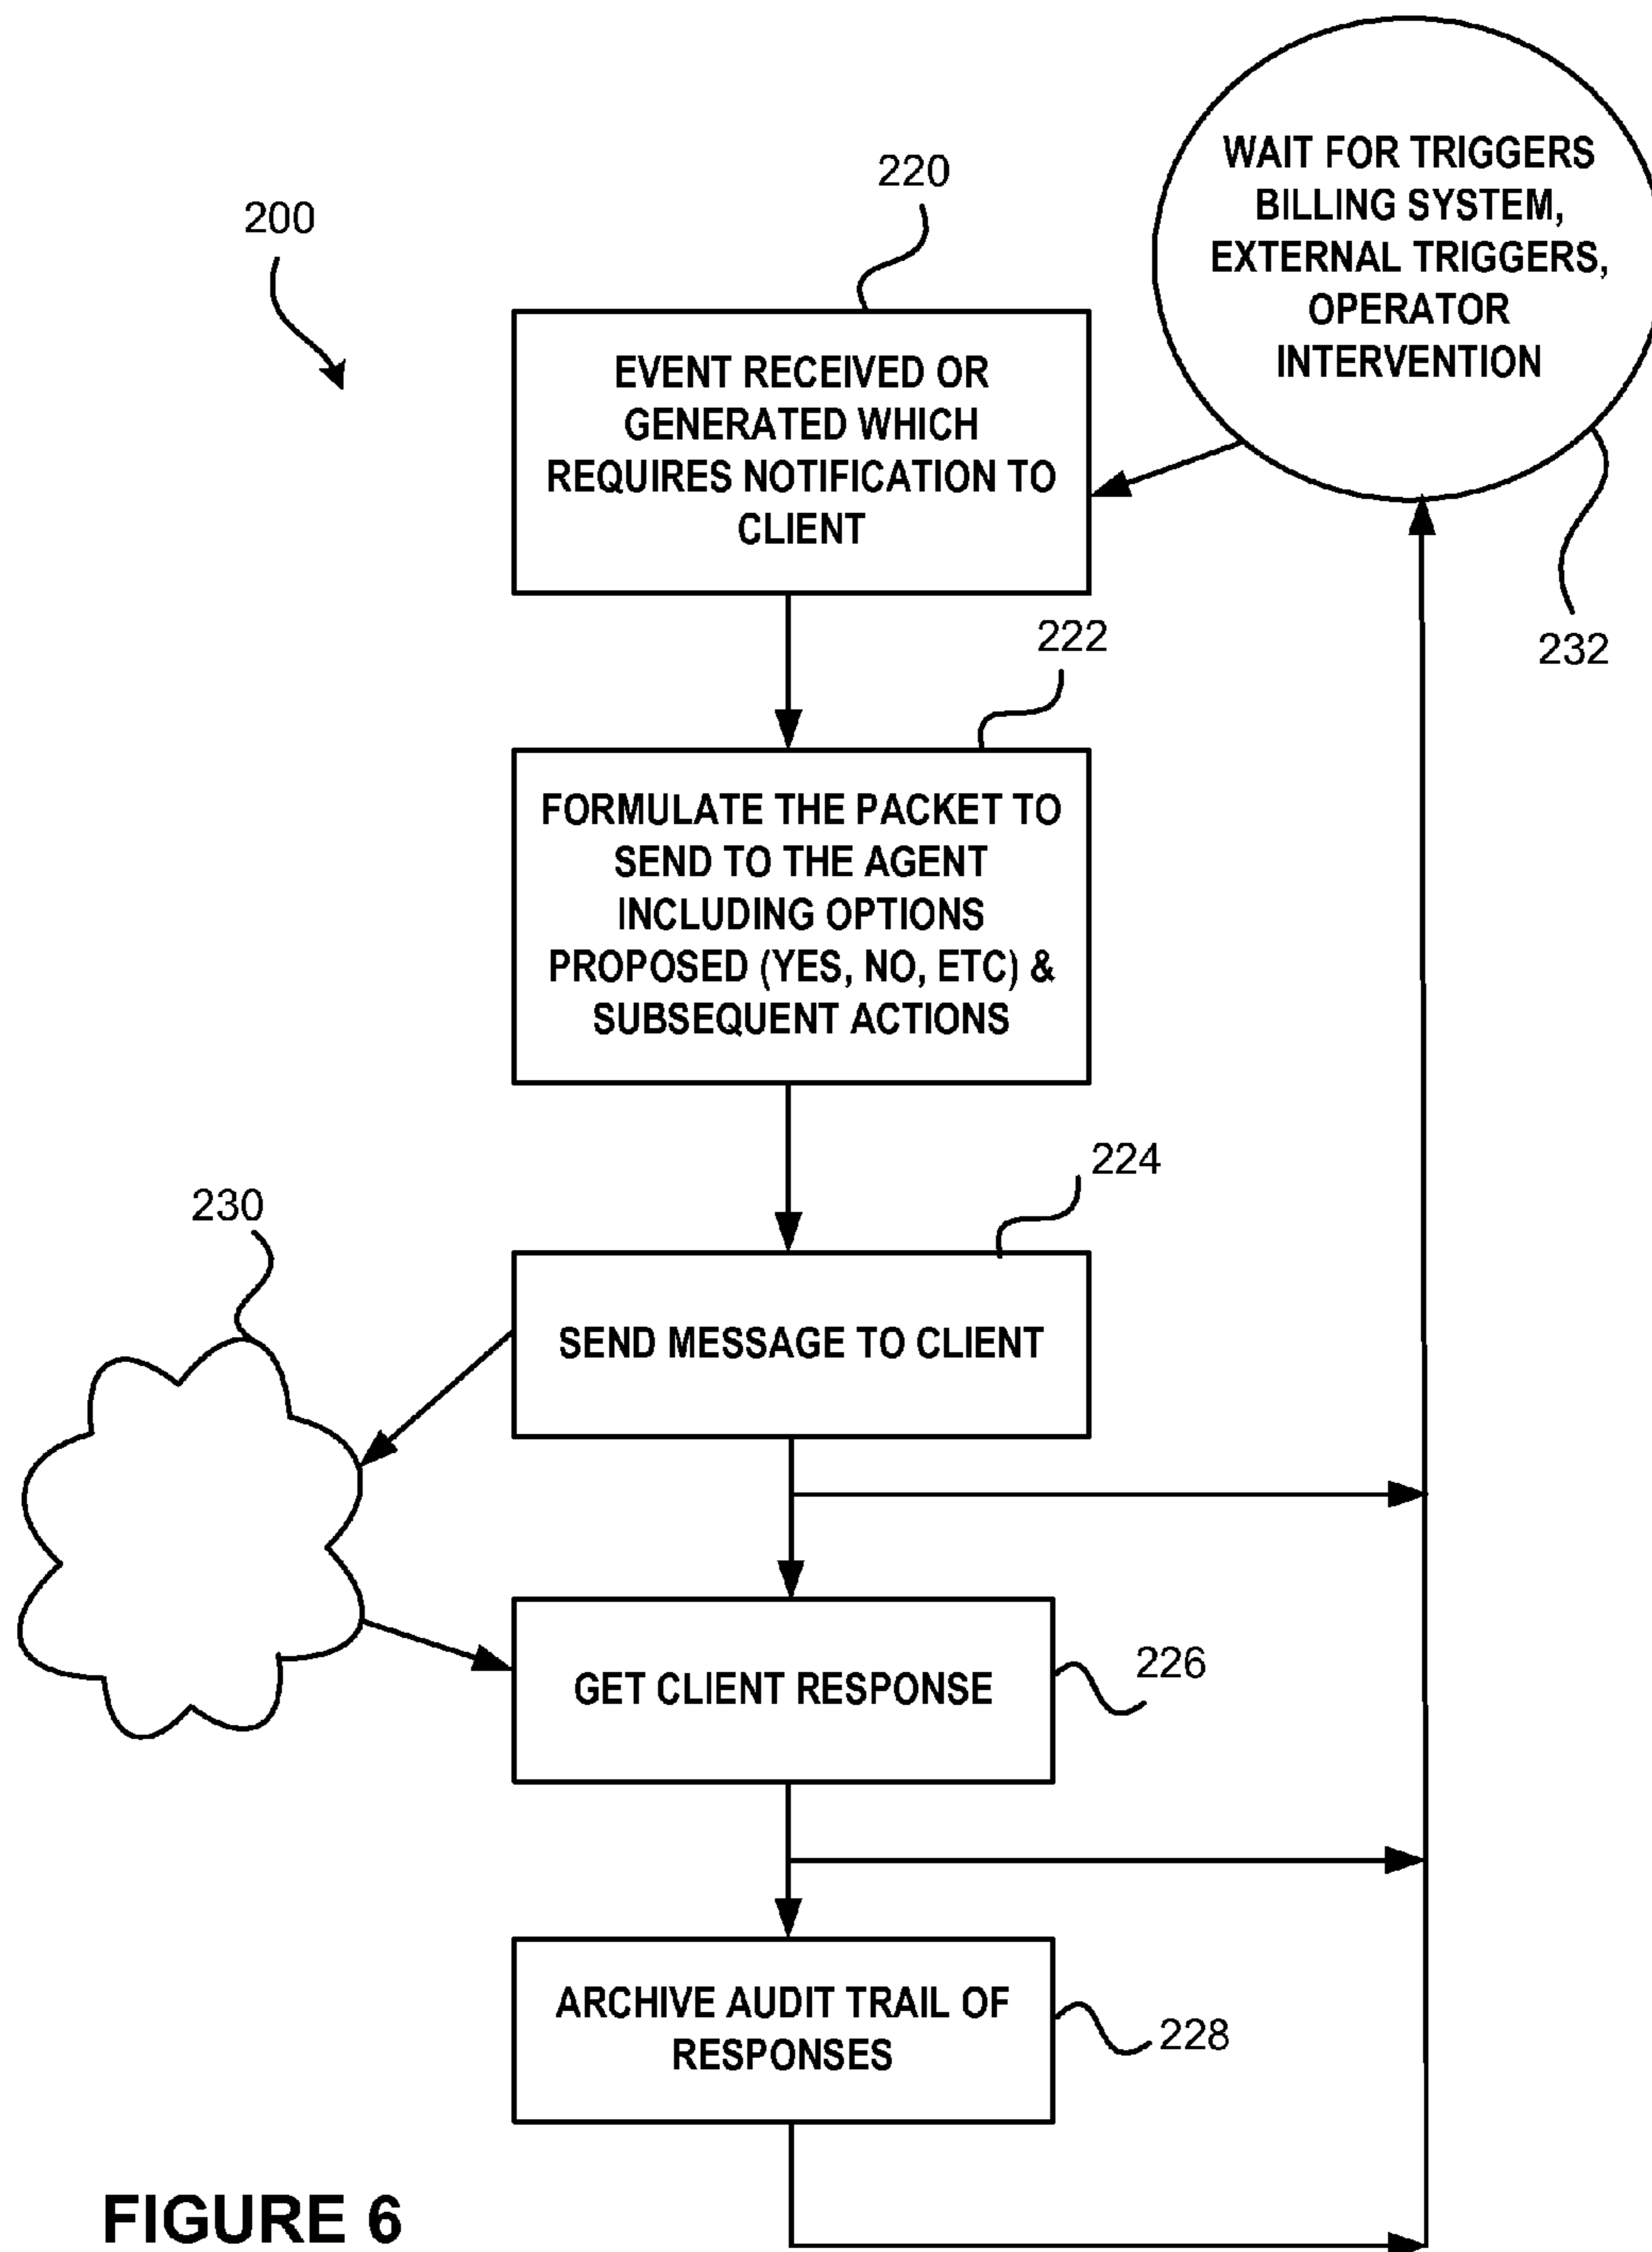 WAIT FOR TRIGGERS
BILLING SYSTEM,
EXTERNAL TRIGGERS,
OPERATOR
INTERVENTION
220
200
EVENT RECEIVED OR
GENERATED WHICH
REQUIRES NOTIFICATION TO
CLIENT
222
232
FORMULATE THE PACKET TO
SEND TO THE AGENT
INCLUDING OPTIONS
PROPOSED (YES, NO, ETC) &
SUBSEQUENT ACTIONS
224
230
SEND MESSAGE TO CLIENT
GET CLIENT RESPONSE
226
ARCHIVE AUDIT TRAIL OF
RESPONSES
228
FIGURE 6